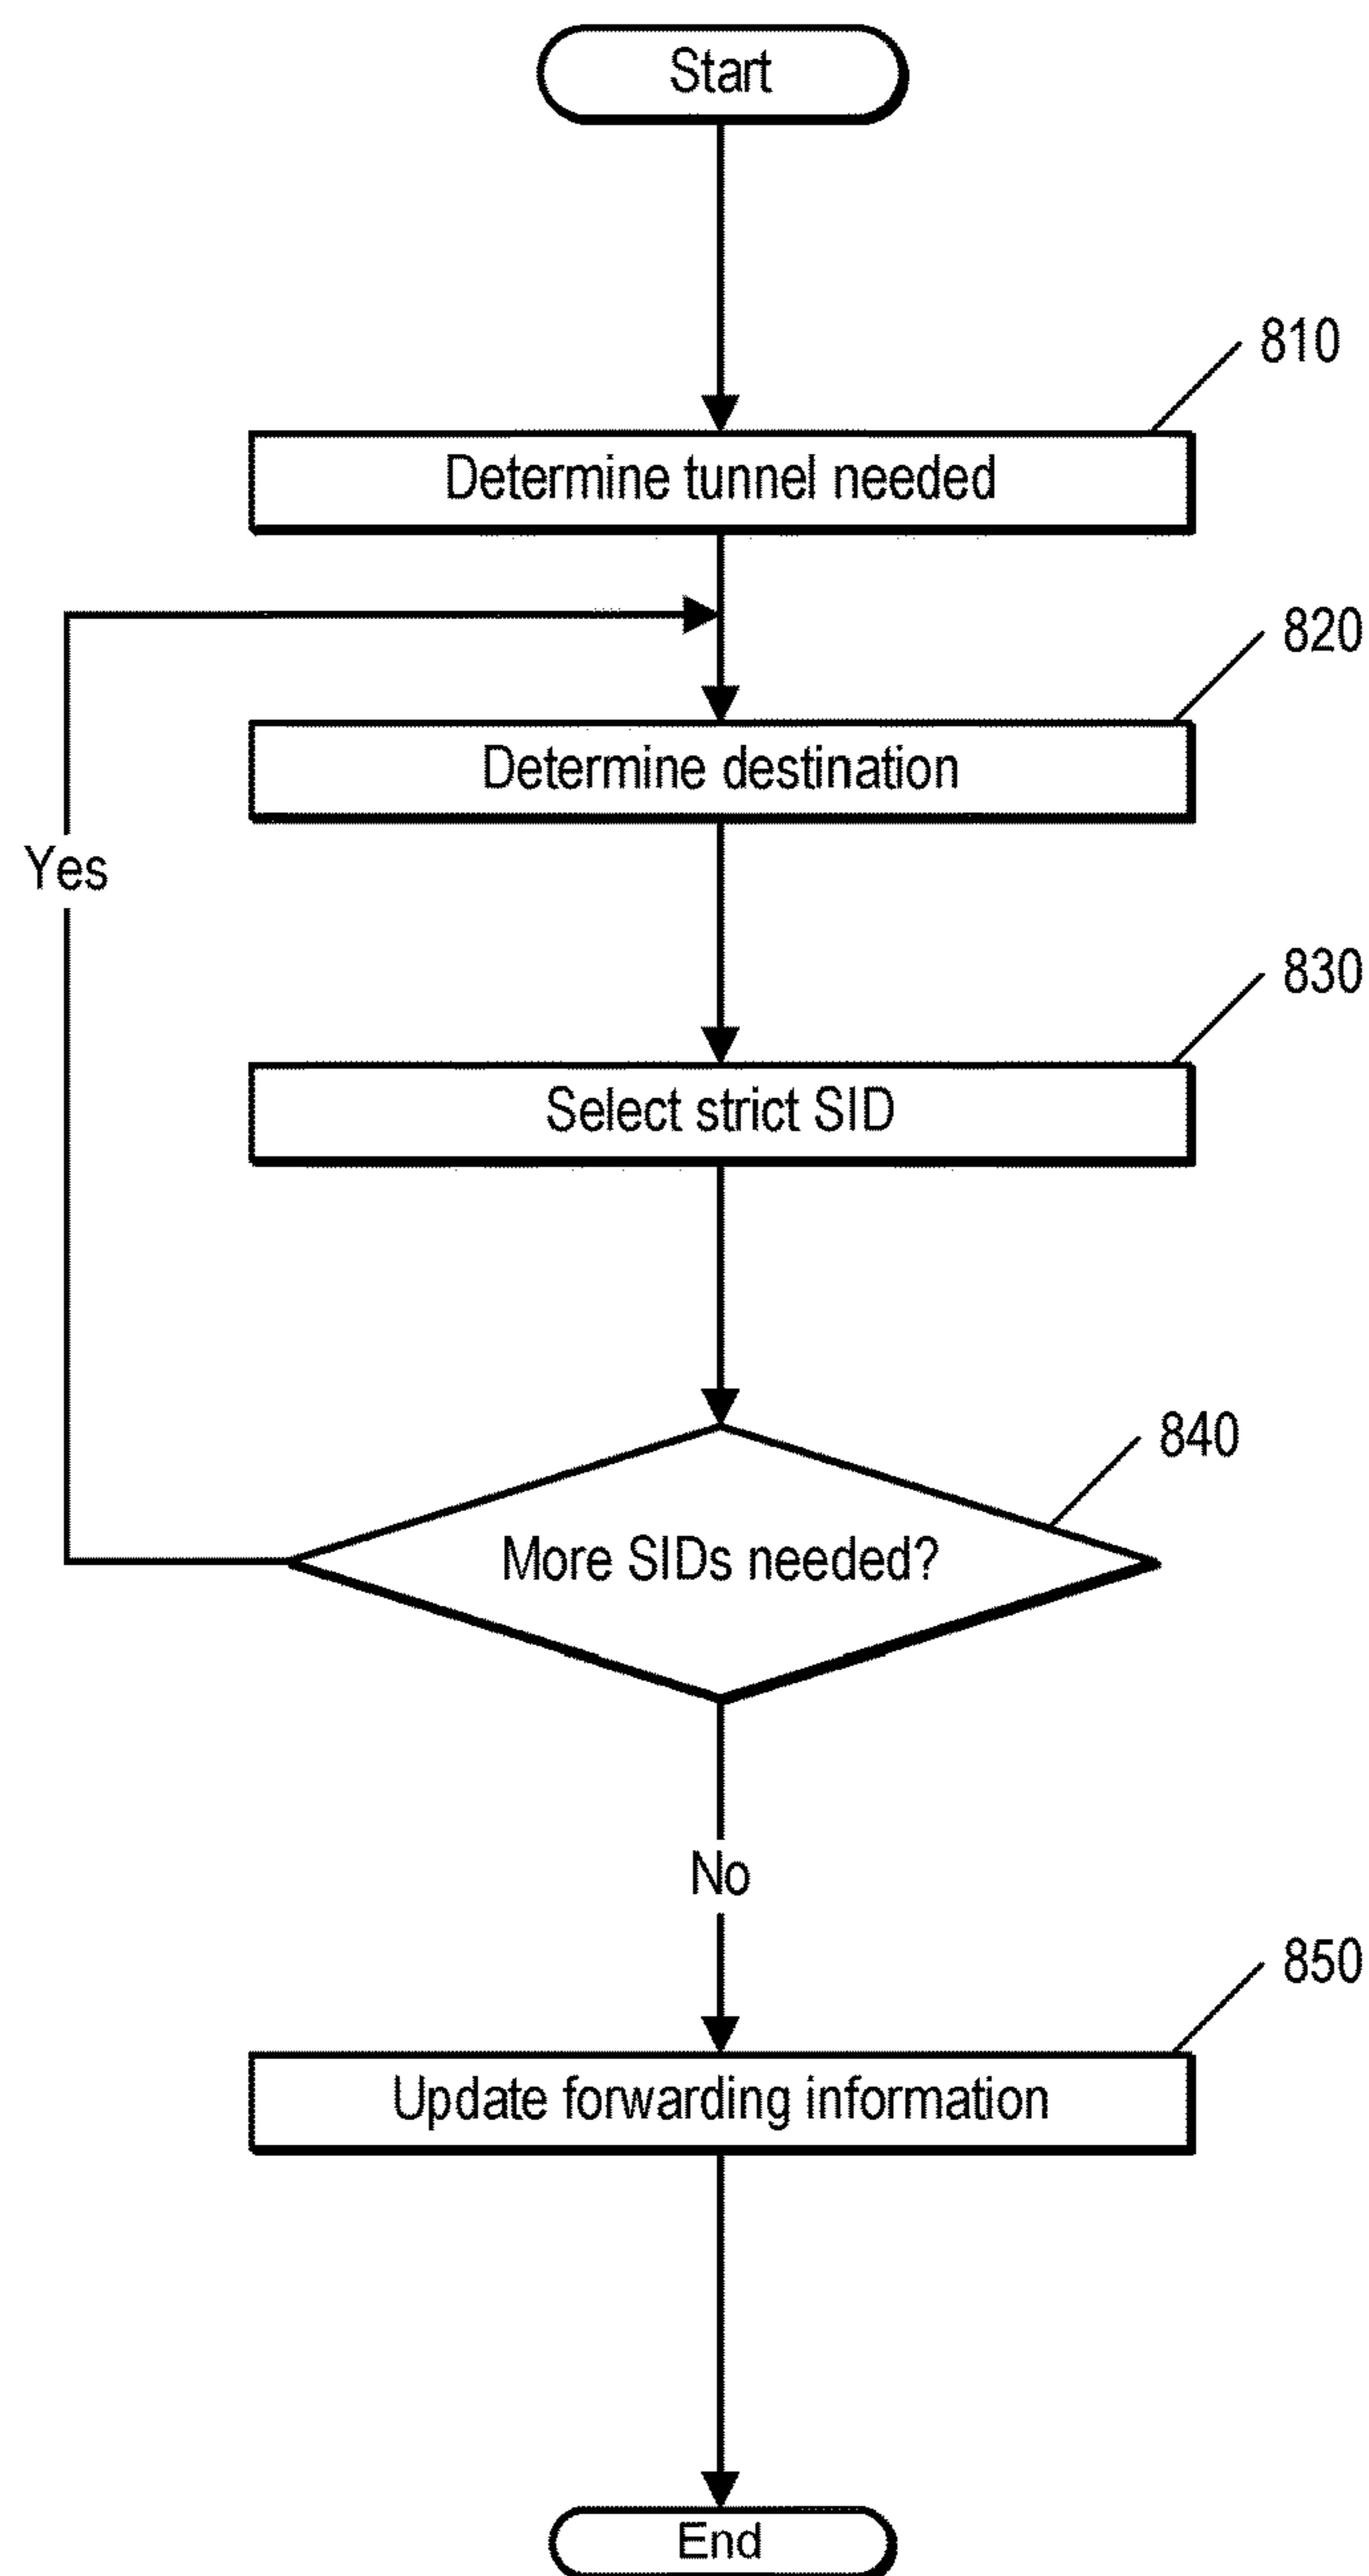 Start
810
Determine tunnel needed
820
Determine destination
Yes
830
Select strict SID
840
More SIDs needed?
No
850
Update forwarding information
End